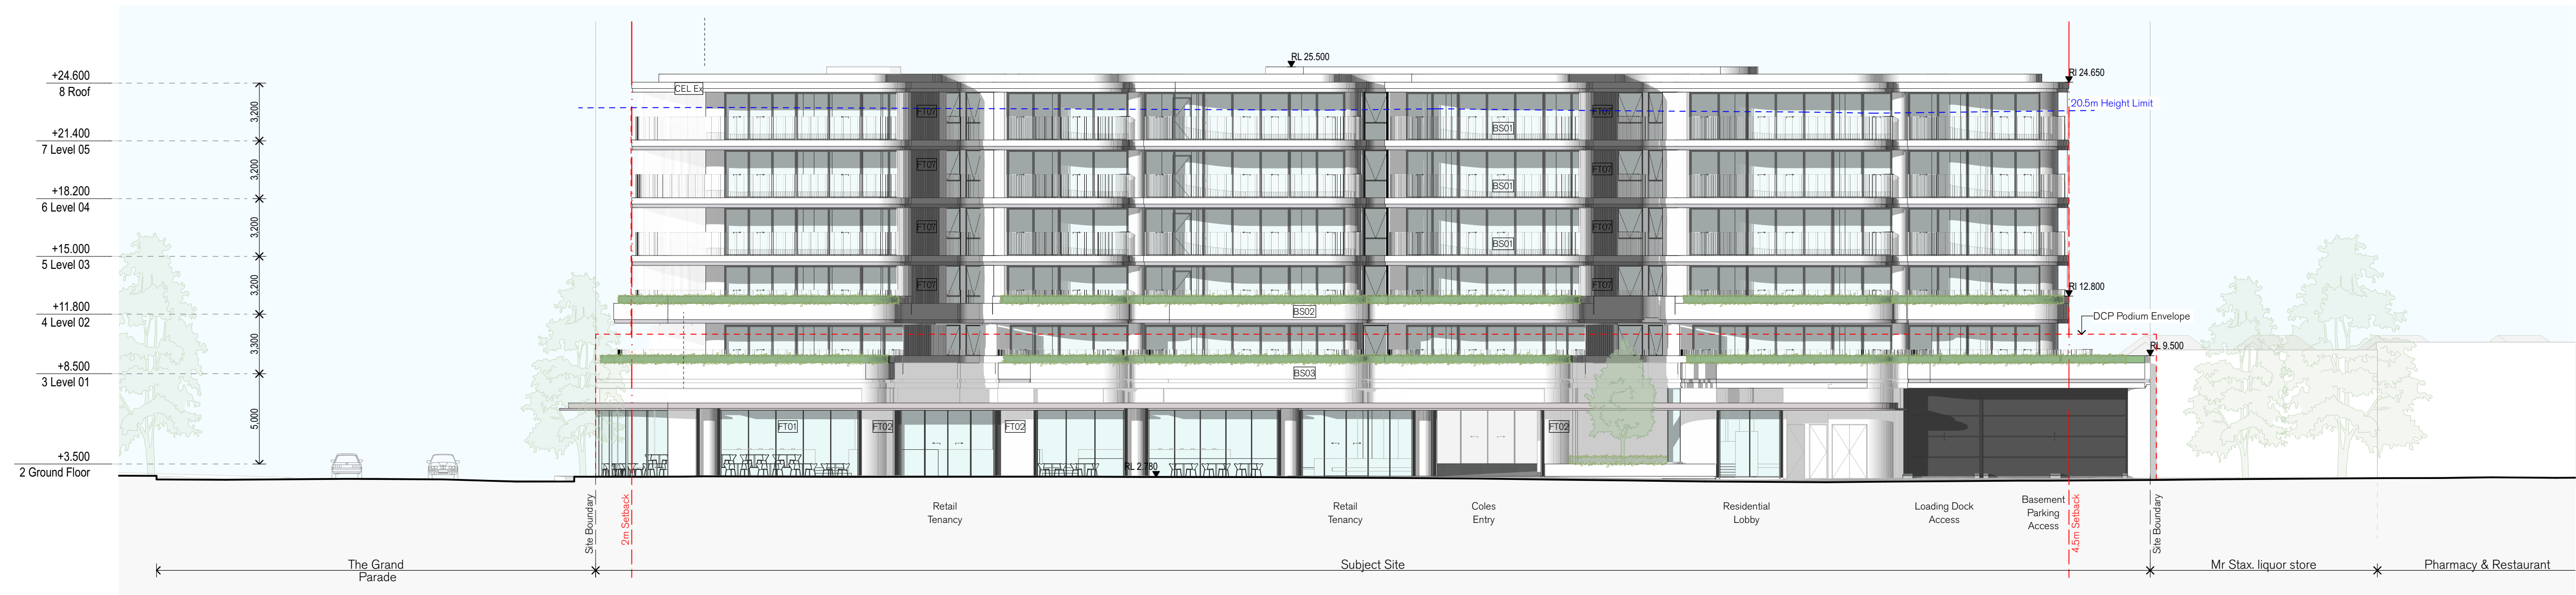 RL 25.500
+24.600
8 Roof
RI 24.650
CEL Ex
20.5m Height Limit
3,200
FT07
FT07
BS01
+21.400
7 Level 05
3,200
FT07
FT07
BS01
+18.200
6 Level 04
3,200
FT07
FT07
BS01
+15.000
5 Level 03
3,200
FT07
FT07
RI 12.800
+11.800
4 Level 02
BS02
DCP Podium Envelope
3,300
RL 9.500
+8.500
3 Level 01
BS03
5,000
FT01
FT02
FT02
FT02
+3.500
2 Ground Floor
RL 2.780
Site Boundary
2m Setback
Retail
Tenancy
Retail
Tenancy
Coles
Entry
Residential
Lobby
Loading Dock
Access
Basement
Parking
Access
4.5m Setback
Site Boundary
The Grand
Parade
Subject Site
Mr Stax. liquor store
Pharmacy & Restaurant